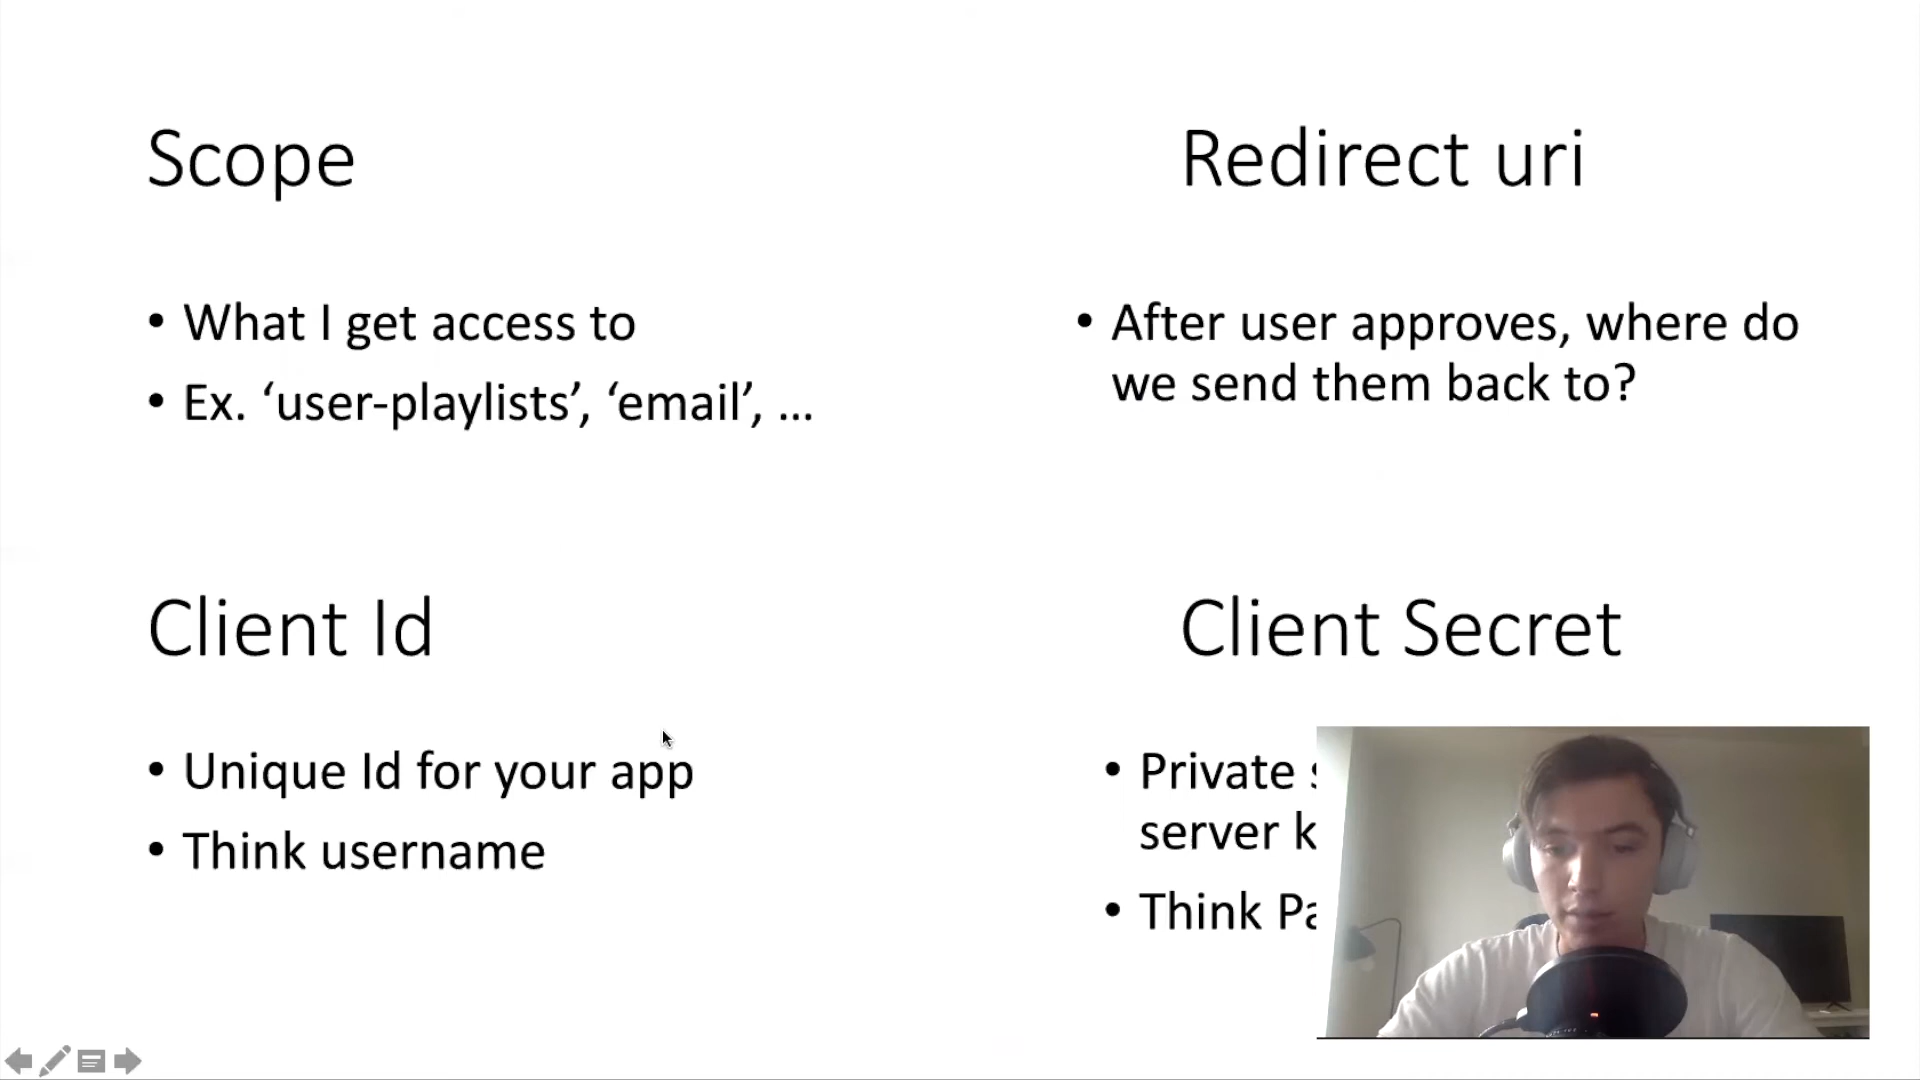 Scope
• What I get access to
• Ex. ‘user-playlists’, ‘email’, ...
Redirect uri
• After user approves, where do
we send them back to?
Client Id
• Unique Id for your app
• Think username
Client Secret
• Private
server
• Think